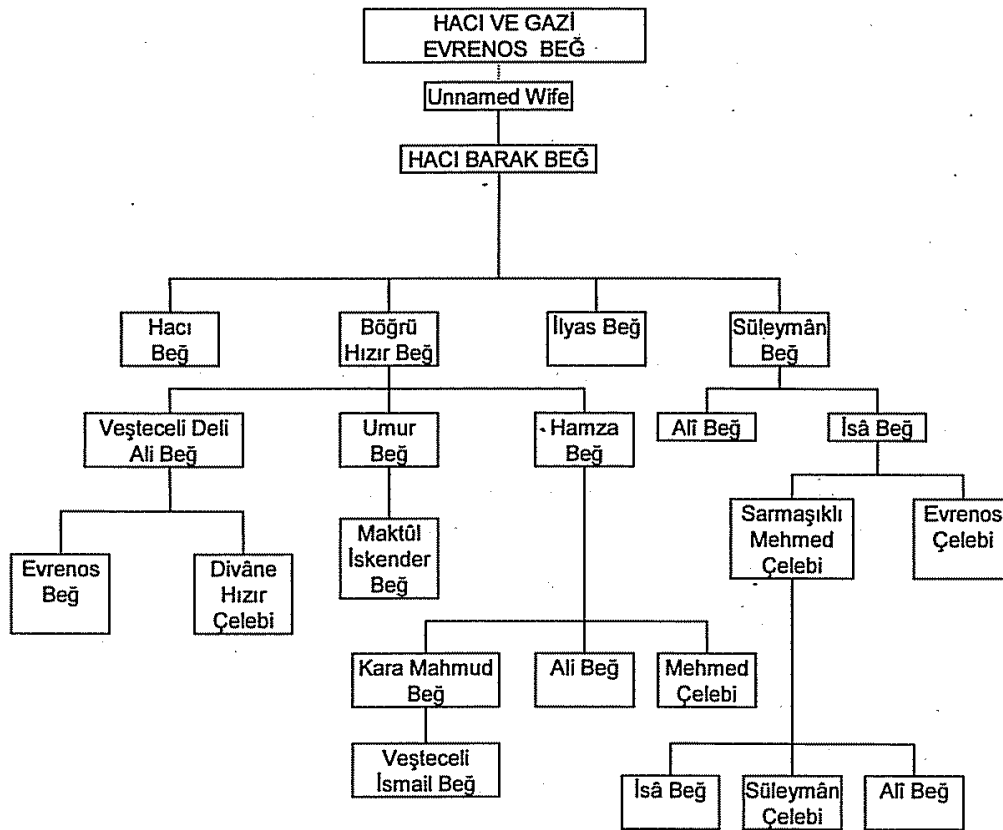 HACI VE GAZİ
EVRENOS BEĞ
Unnamed Wife
HACI BARAK BEĞ
Hacı
Beğ
Böğrü
Hızır Beğ
İlyas Beğ
Süleymân
Beğ
Veşteceli Deli
Ali Beğ
Umur
Beğ
Hamza
Beğ
Alî Beğ
İsâ Beğ
Evrenos
Beğ
Divâne
Hızır
Çelebi
Maktûl
İskender
Beğ
Sarmaşıklı
Mehmed
Çelebi
Evrenos
Çelebi
Kara Mahmud
Beğ
Ali Beğ
Mehmed
Çelebi
Veşteceli
İsmail Beğ
İsâ Beğ
Süleymân
Çelebi
Alî Beğ